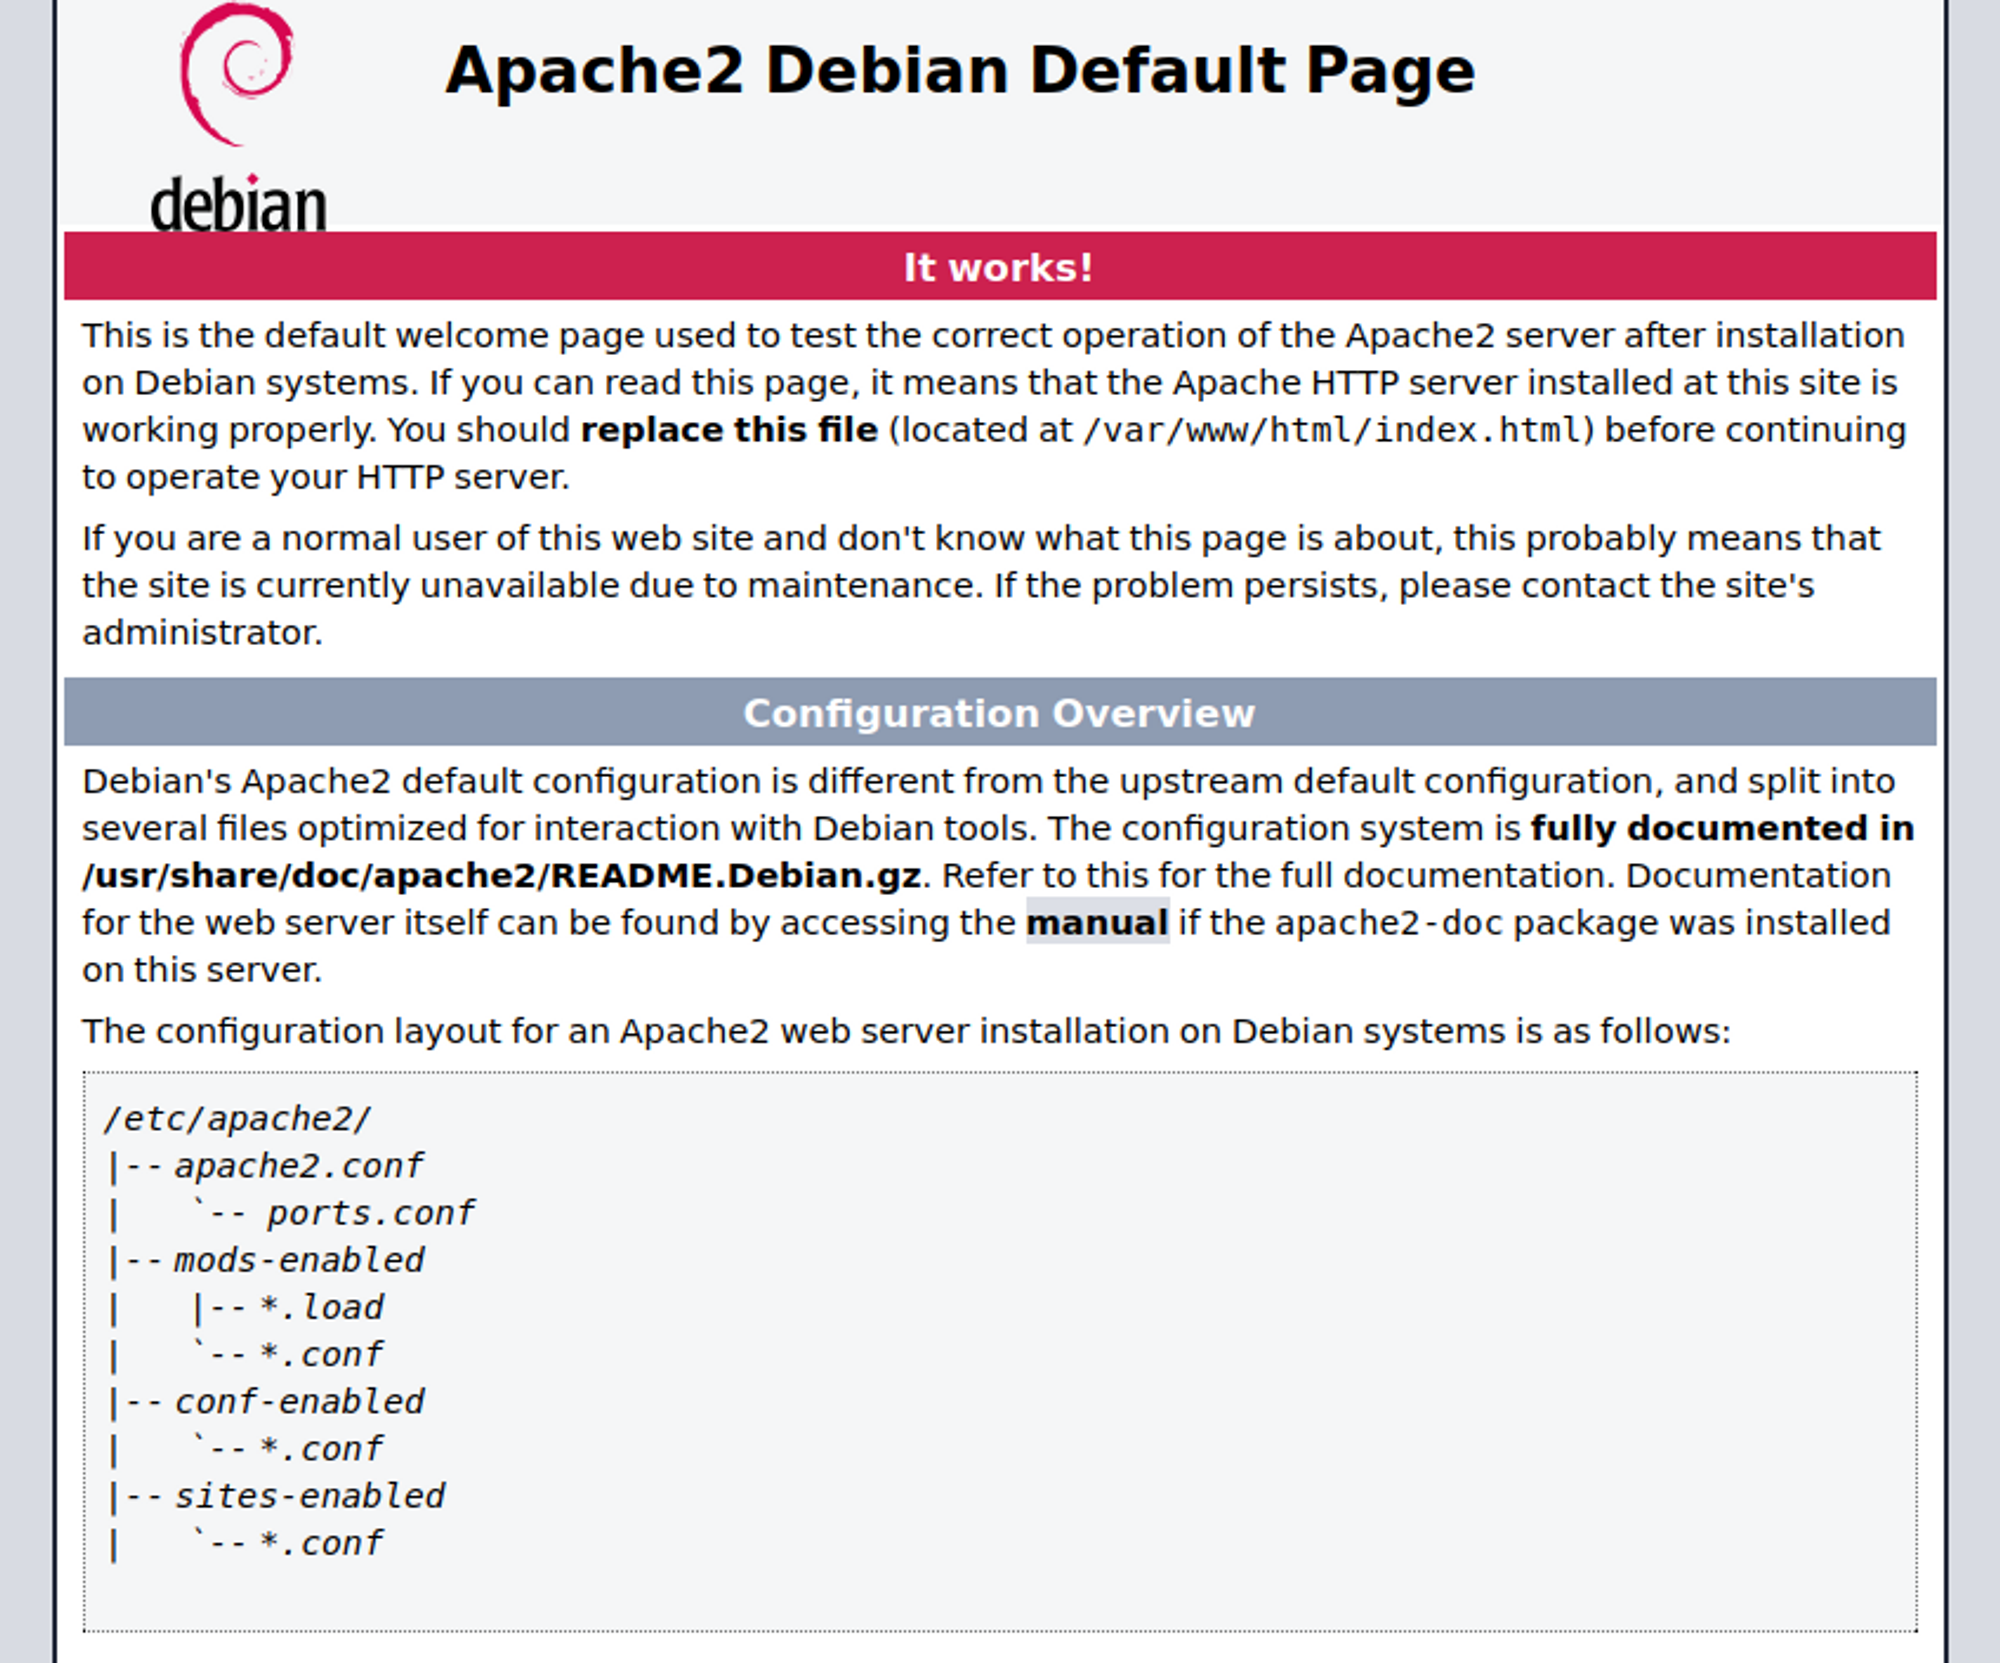 debian
Apache2 Debian Default Page
It works!
This is the default welcome page used to test the correct operation of the Apache2 server after installation
on Debian systems. If you can read this page, it means that the Apache HTTP server installed at this site is
working properly. You should replace this file (located at /var/www/html/index.html) before continuing
to operate your HTTP server.
If you are a normal user of this web site and don't know what this page is about, this probably means that
the site is currently unavailable due to maintenance. If the problem persists, please contact the site's
administrator.
Configuration Overview
Debian's Apache2 default configuration is different from the upstream default configuration, and split into
several files optimized for interaction with Debian tools. The configuration system is fully documented in
/usr/share/doc/apache2/README.Debian.gz. Refer to this for the full documentation. Documentation
for the web server itself can be found by accessing the manual if the apache2-doc package was installed
on this server.
The configuration layout for an Apache2 web server installation on Debian systems is as follows:
/etc/apache2/
|-- apache2.conf
|    `-- ports.conf
|-- mods-enabled
|    |-- *.load
|    `-- *.conf
|-- conf-enabled
|    `-- *.conf
|-- sites-enabled
|    `-- *.conf